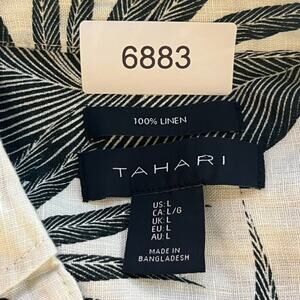 6883
100% LINEN
TAHARI
US:L
CA:L/G
UK:L
EU:L
AU:L
MADE IN
BANGLADESH